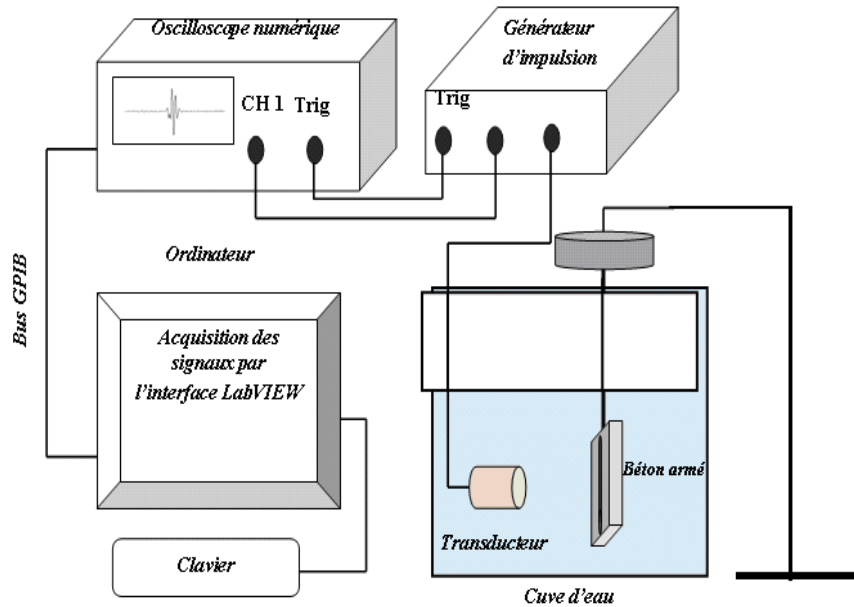 Oscilloscope numérique
CH 1 Trig
Générateur
d'impulsion
Trig
Bus GPIB
Ordinateur
Acquisition des
signaux par
l'interface LabVIEW
Clavier
Béton armé
Transducteur
Cuve d'eau